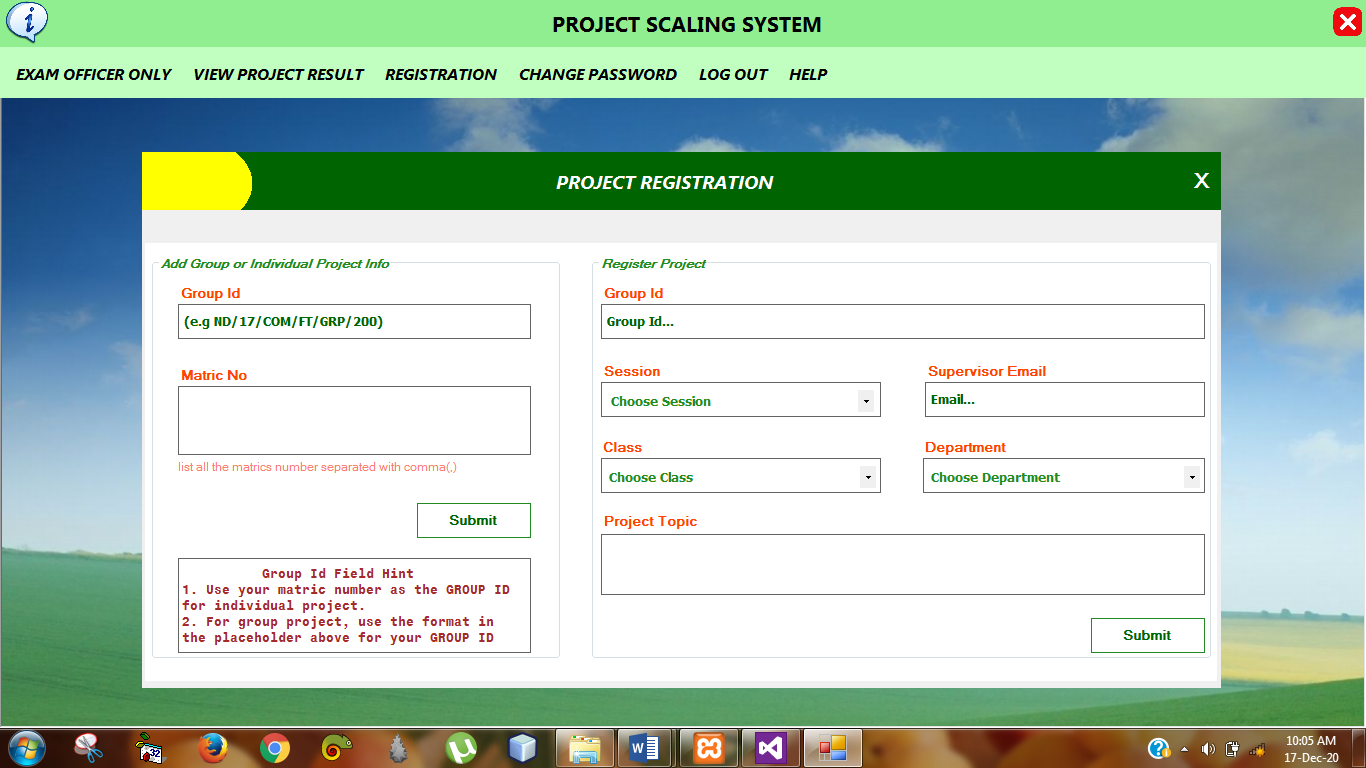 PROJECT SCALING SYSTEM
EXAM OFFICER ONLY VIEW PROJECT RESULT REGISTRATION CHANGE PASSWORD LOG OUT HELP
PROJECT REGISTRATION X
Add Group or Individual Project Info
Group Id
(e.g ND/17/COM/FT/GRP/200)
Matric No
list all the matrics number separated with comma(,)
Submit
Group Id Field Hint
1. Use your matric number as the GROUP ID
for individual project.
2. For group project, use the format in
the placeholder above for your GROUP ID
Register Project
Group Id
Group Id...
Session
Choose Session
Supervisor Email
Email...
Class
Choose Class
Department
Choose Department
Project Topic
Submit
32
10:05 AM
17-Dec-20